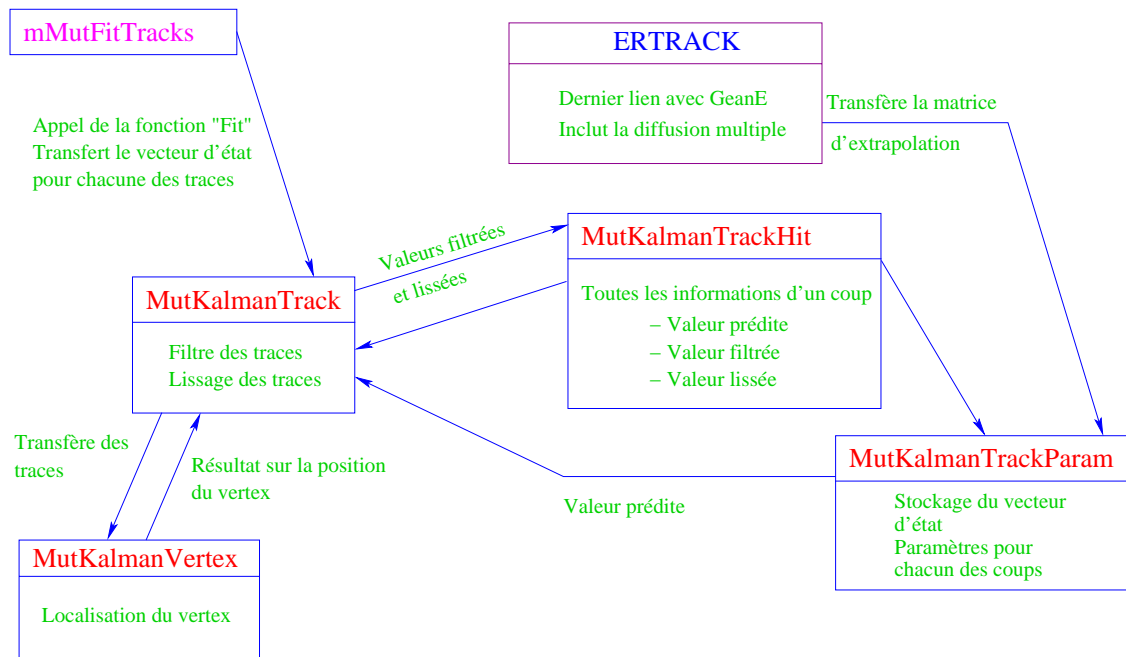 mMutFitTracks
Appel de la fonction "Fit"
Transfert le vecteur d'état
pour chacune des traces
ERTRACK
Dernier lien avec GeanE
Inclut la diffusion multiple
Transfère la matrice
d'extrapolation
Valeurs filtrées
et lissées
MutKalmanTrackHit
Toutes les informations d'un coup
– Valeur prédite
– Valeur filtrée
– Valeur lissée
MutKalmanTrack
Filtre des traces
Lissage des traces
Transfère des
traces
Résultat sur la position
du vertex
Valeur prédite
MutKalmanTrackParam
Stockage du vecteur
d'état
Paramètres pour
chacun des coups
MutKalmanVertex
Localisation du vertex